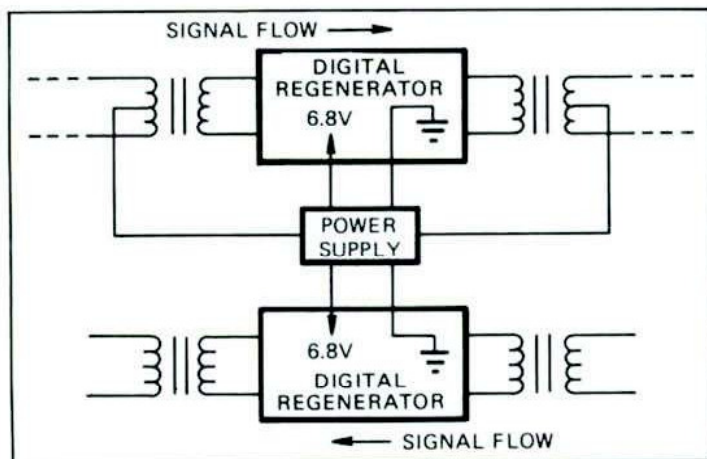 SIGNAL FLOW
DIGITAL
REGENERATOR
6.8V
POWER
SUPPLY
6.8V
DIGITAL
REGENERATOR
SIGNAL FLOW